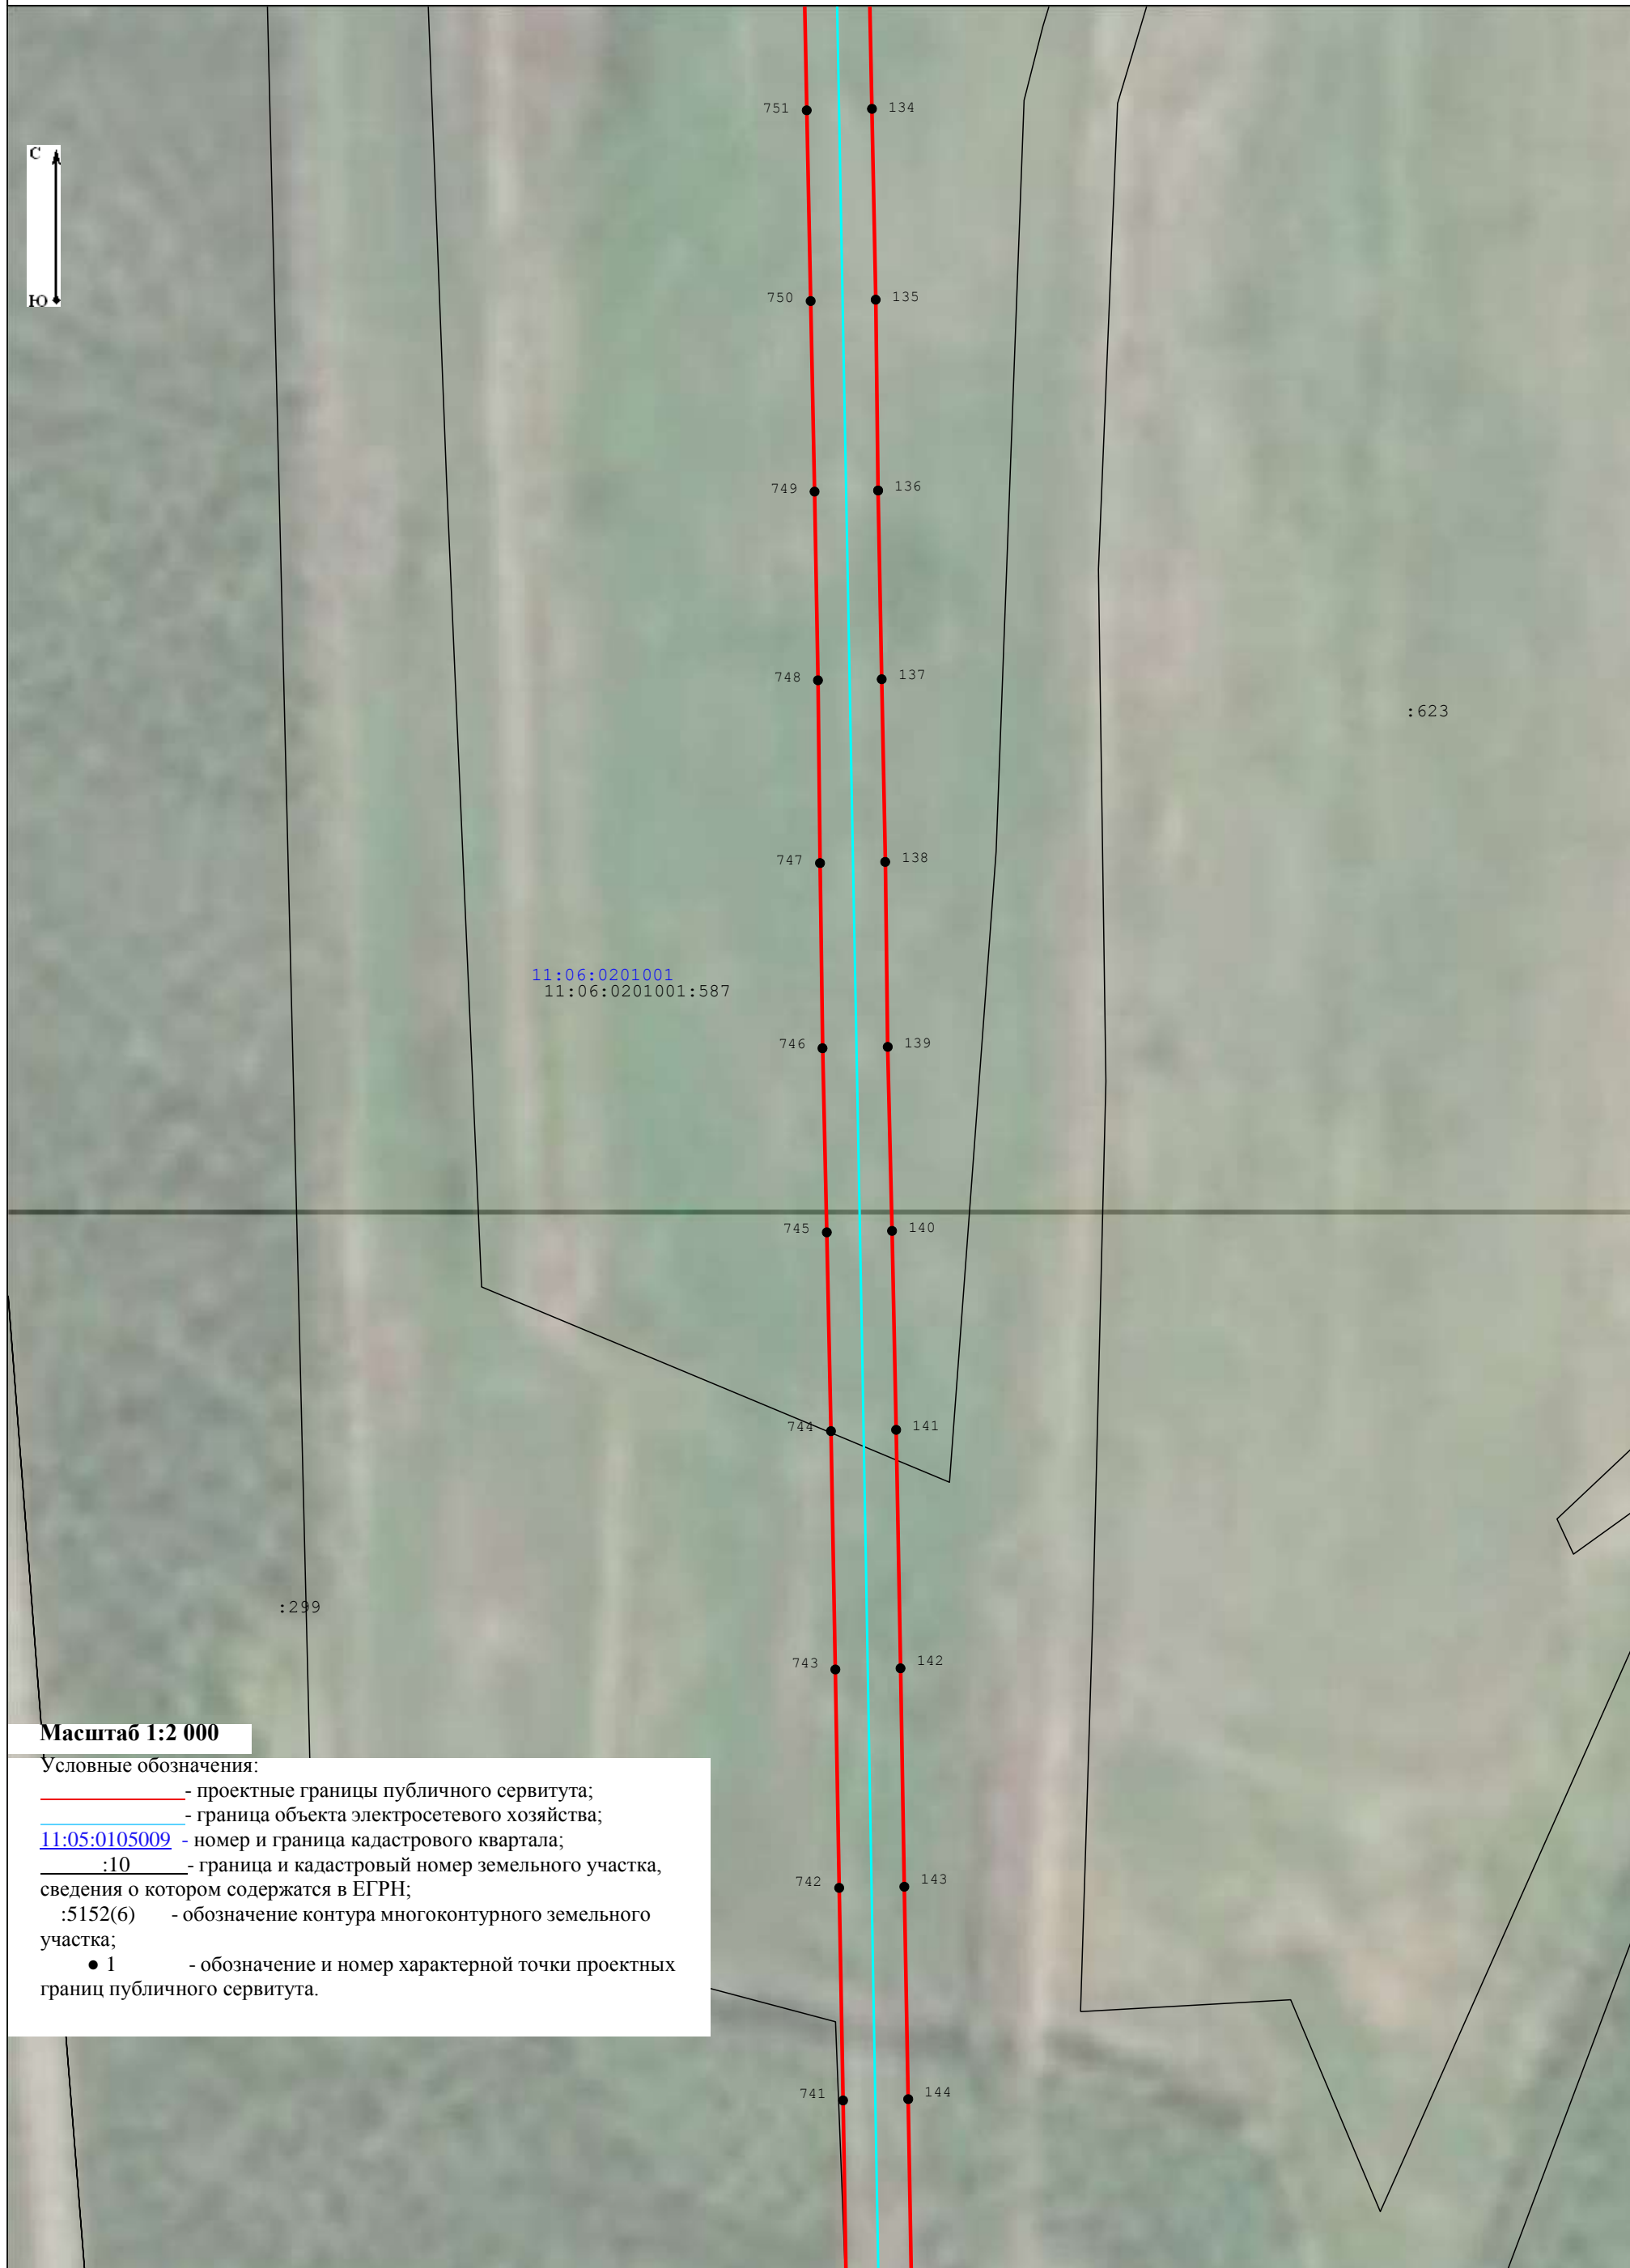 751 134
С
Ю
750 135
749 136
748 137
:623
747 138
11:06:0201001
11:06:0201001:587
746 139
745 140
744 141
:299
743 142
Масштаб 1:2 000
Условные обозначения:
- проектные границы публичного сервитута;
- граница объекта электросетевого хозяйства;
11:05:0105009 - номер и граница кадастрового квартала;
:10 - граница и кадастровый номер земельного участка,
сведения о котором содержатся в ЕГРН;
:5152(6) - обозначение контура многоконтурного земельного
участка;
● 1 - обозначение и номер характерной точки проектных
границ публичного сервитута.
742 143
741 144